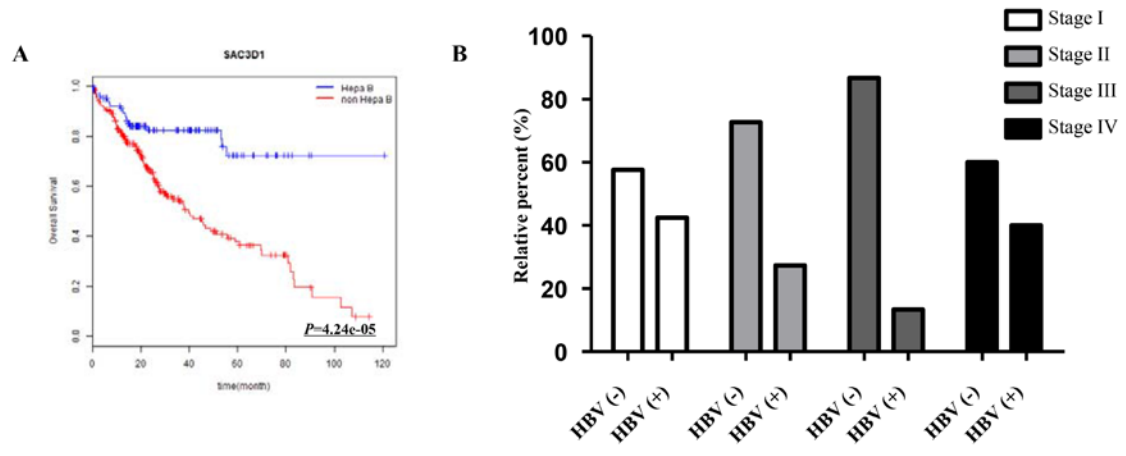 A
SAC3D1
Hepa B
non Hepa B
Overall Survival
1.0
0.8
0.6
0.4
0.2
0.0
P=4.24e-05
0 20 40 60 80 100 120
time(month)
B
Stage I
Stage II
Stage III
Stage IV
Relative percent (%)
100
80
60
40
20
0
HBV (-) HBV (+) HBV (-) HBV (+) HBV (-) HBV (+) HBV (-) HBV (+)